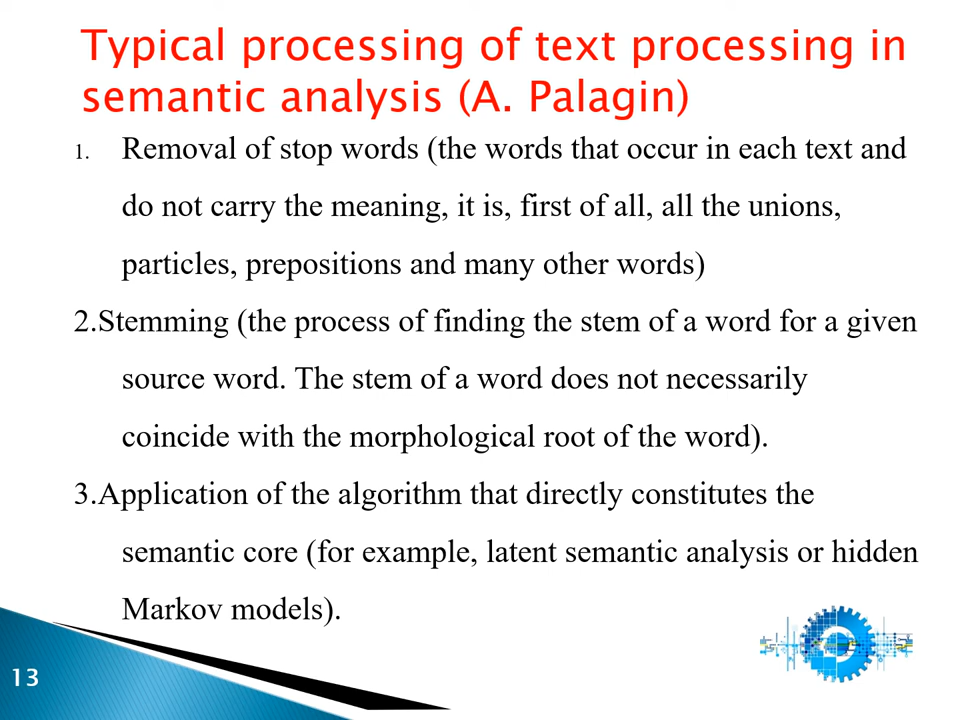 Typical processing of text processing in
semantic analysis (A. Palagin)
1. Removal of stop words (the words that occur in each text and
do not carry the meaning, it is, first of all, all the unions,
particles, prepositions and many other words)
2.Stemming (the process of finding the stem of a word for a given
source word. The stem of a word does not necessarily
coincide with the morphological root of the word).
3.Application of the algorithm that directly constitutes the
semantic core (for example, latent semantic analysis or hidden
Markov models).
13